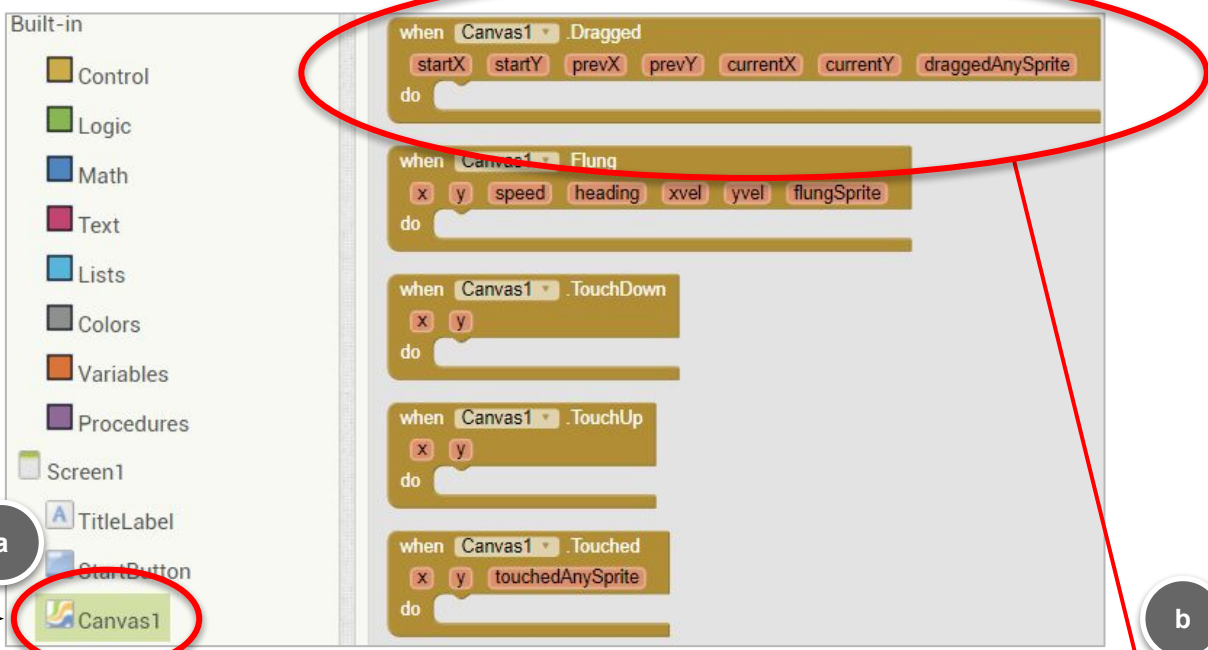 Built-in
Control
Logic
Math
Text
Lists
Colors
Variables
Procedures
Screen1
A TitleLabel
StartButton
Canvas1
a
when Canvas1 .Dragged
startX startY prevX prevY currentX currentY draggedAnySprite
do
when Canvas1 .Flung
x y speed heading xvel yvel flungSprite
do
when Canvas1 .TouchDown
x y
do
when Canvas1 .TouchUp
x y
do
when Canvas1 .Touched
x y touchedAnySprite
do
b